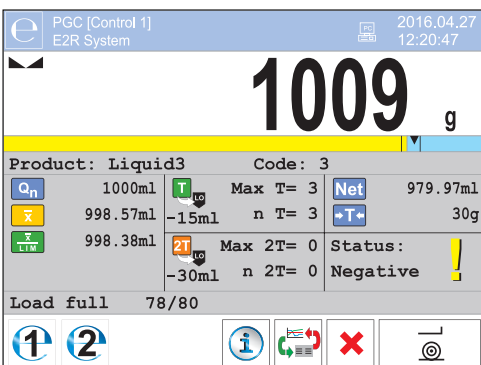 e PGC [Control 1] PC 2016.04.27
E2R System 12:20:47
1009 g
Product: Liquid3 Code: 3
Qn 1000ml T LO Max T= 3 Net 979.97ml
x̄ 998.57ml -15ml n T= 3 +T+ 30g
x̄ LIM 998.38ml 2T LO Max 2T= 0 Status:
-30ml n 2T= 0 Negative !
Load full 78/80
1 2 i